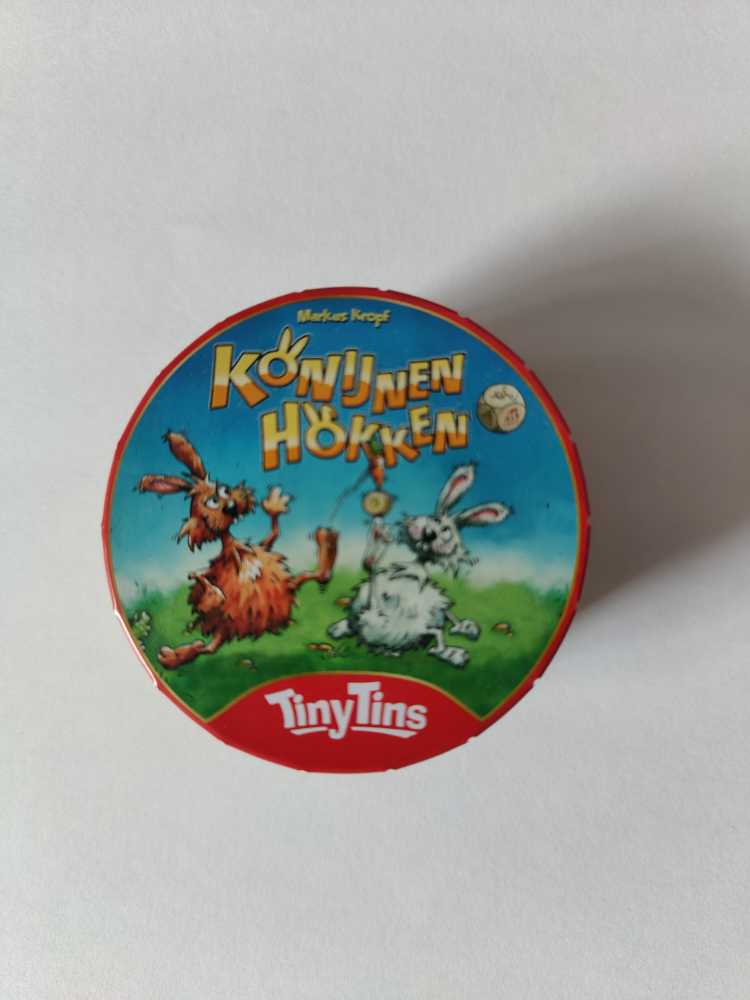 Markus Kropf
KONIJNEN
HOKKEN
TinyTins